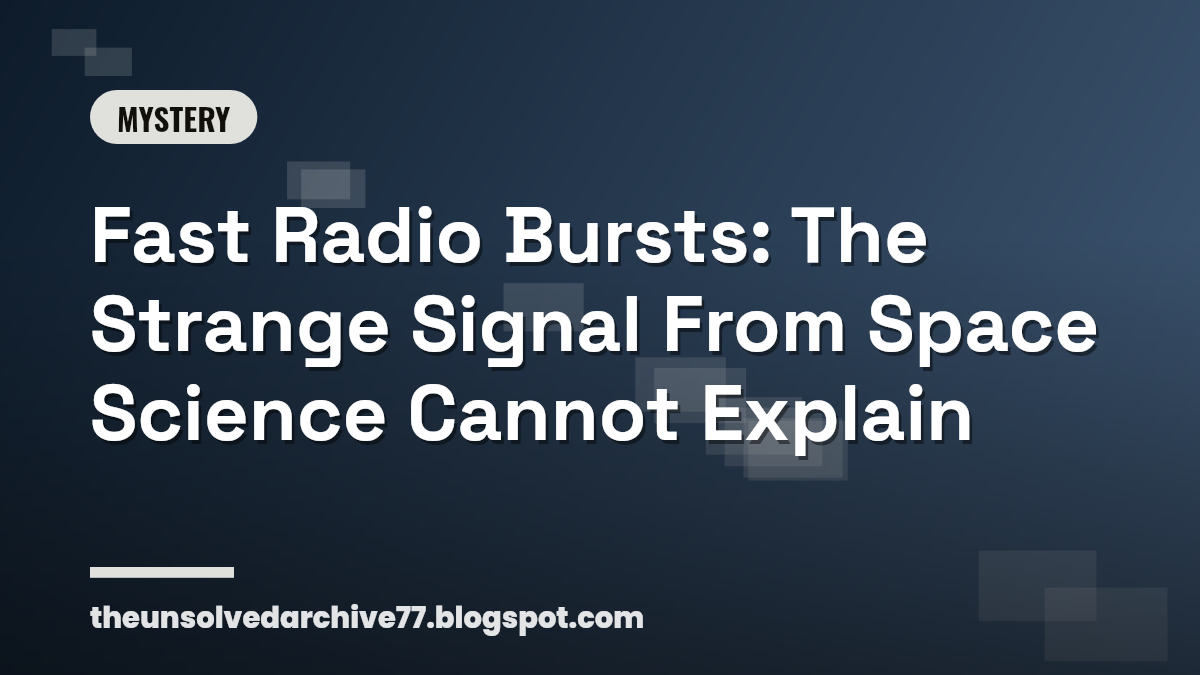 MYSTERY
Fast Radio Bursts: The
Strange Signal From Space
Science Cannot Explain
theunsolvedarchive77.blogspot.com